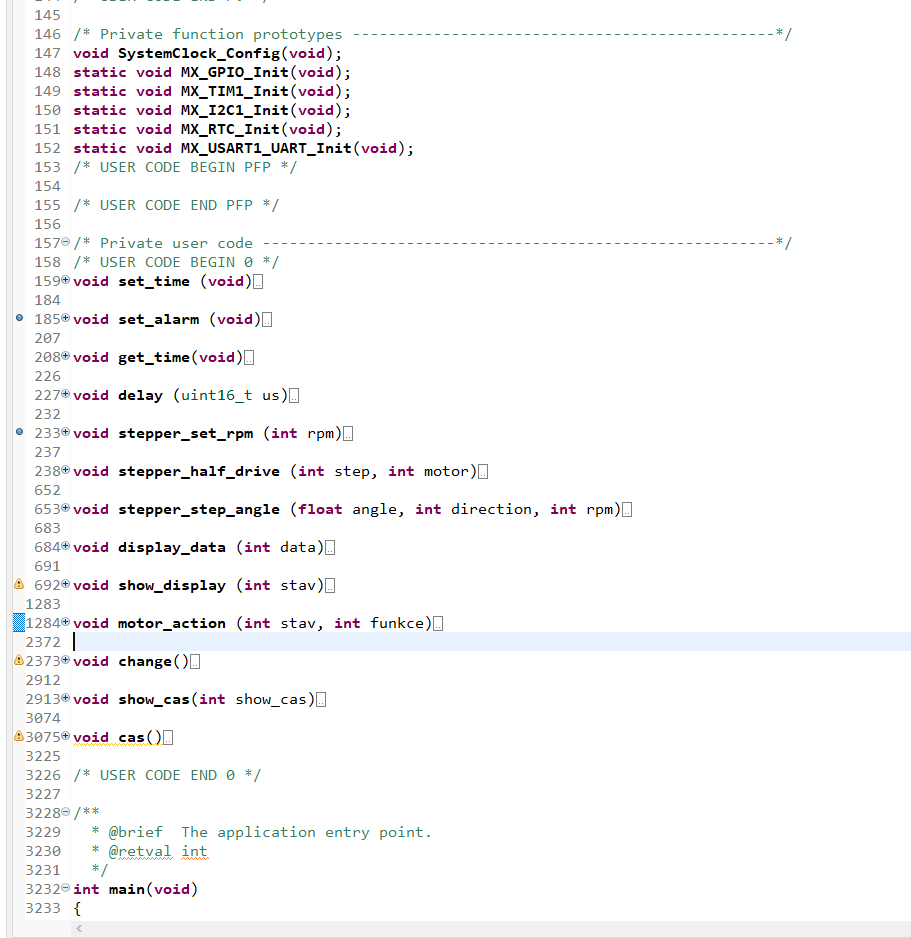 145
146 /* Private function prototypes -----------------------------------------------*/
147 void SystemClock_Config(void);
148 static void MX_GPIO_Init(void);
149 static void MX_TIM1_Init(void);
150 static void MX_I2C1_Init(void);
151 static void MX_RTC_Init(void);
152 static void MX_USART1_UART_Init(void);
153 /* USER CODE BEGIN PFP */
154
155 /* USER CODE END PFP */
156
157 /* Private user code ---------------------------------------------------------*/
158 /* USER CODE BEGIN 0 */
159 void set_time (void)
184
185 void set_alarm (void)
207
208 void get_time(void)
226
227 void delay (uint16_t us)
232
233 void stepper_set_rpm (int rpm)
237
238 void stepper_half_drive (int step, int motor)
652
653 void stepper_step_angle (float angle, int direction, int rpm)
683
684 void display_data (int data)
691
692 void show_display (int stav)
1283
1284 void motor_action (int stav, int funkce)
2372
2373 void change()
2912
2913 void show_cas(int show_cas)
3074
3075 void cas()
3225
3226 /* USER CODE END 0 */
3227
3228 /**
3229 * @brief  The application entry point.
3230 * @retval int
3231 */
3232 int main(void)
3233 {